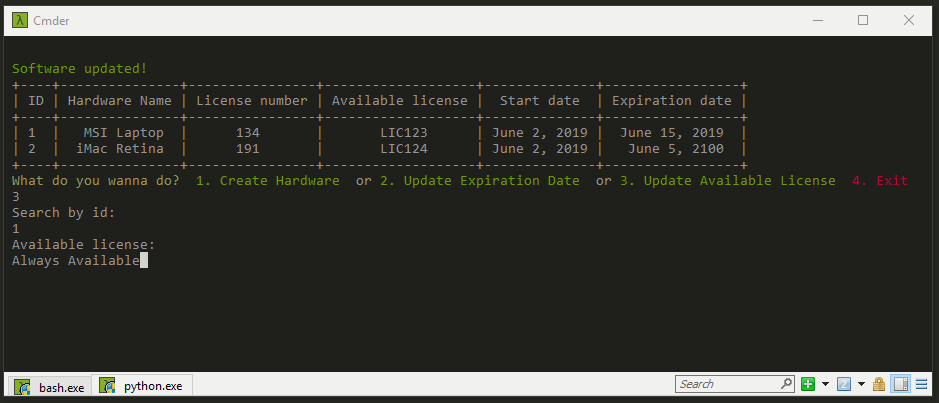 λ Cmder
Software updated!
+----+---------------+----------------+-------------------+--------------+-----------------+
| ID | Hardware Name | License number | Available license | Start date | Expiration date |
+----+---------------+----------------+-------------------+--------------+-----------------+
| 1 | MSI Laptop | 134 | LIC123 | June 2, 2019 | June 15, 2019 |
| 2 | iMac Retina | 191 | LIC124 | June 2, 2019 | June 5, 2100 |
+----+---------------+----------------+-------------------+--------------+-----------------+
What do you wanna do? 1. Create Hardware or 2. Update Expiration Date or 3. Update Available License 4. Exit
3
Search by id:
1
Available license:
Always Available
bash.exe python.exe Search